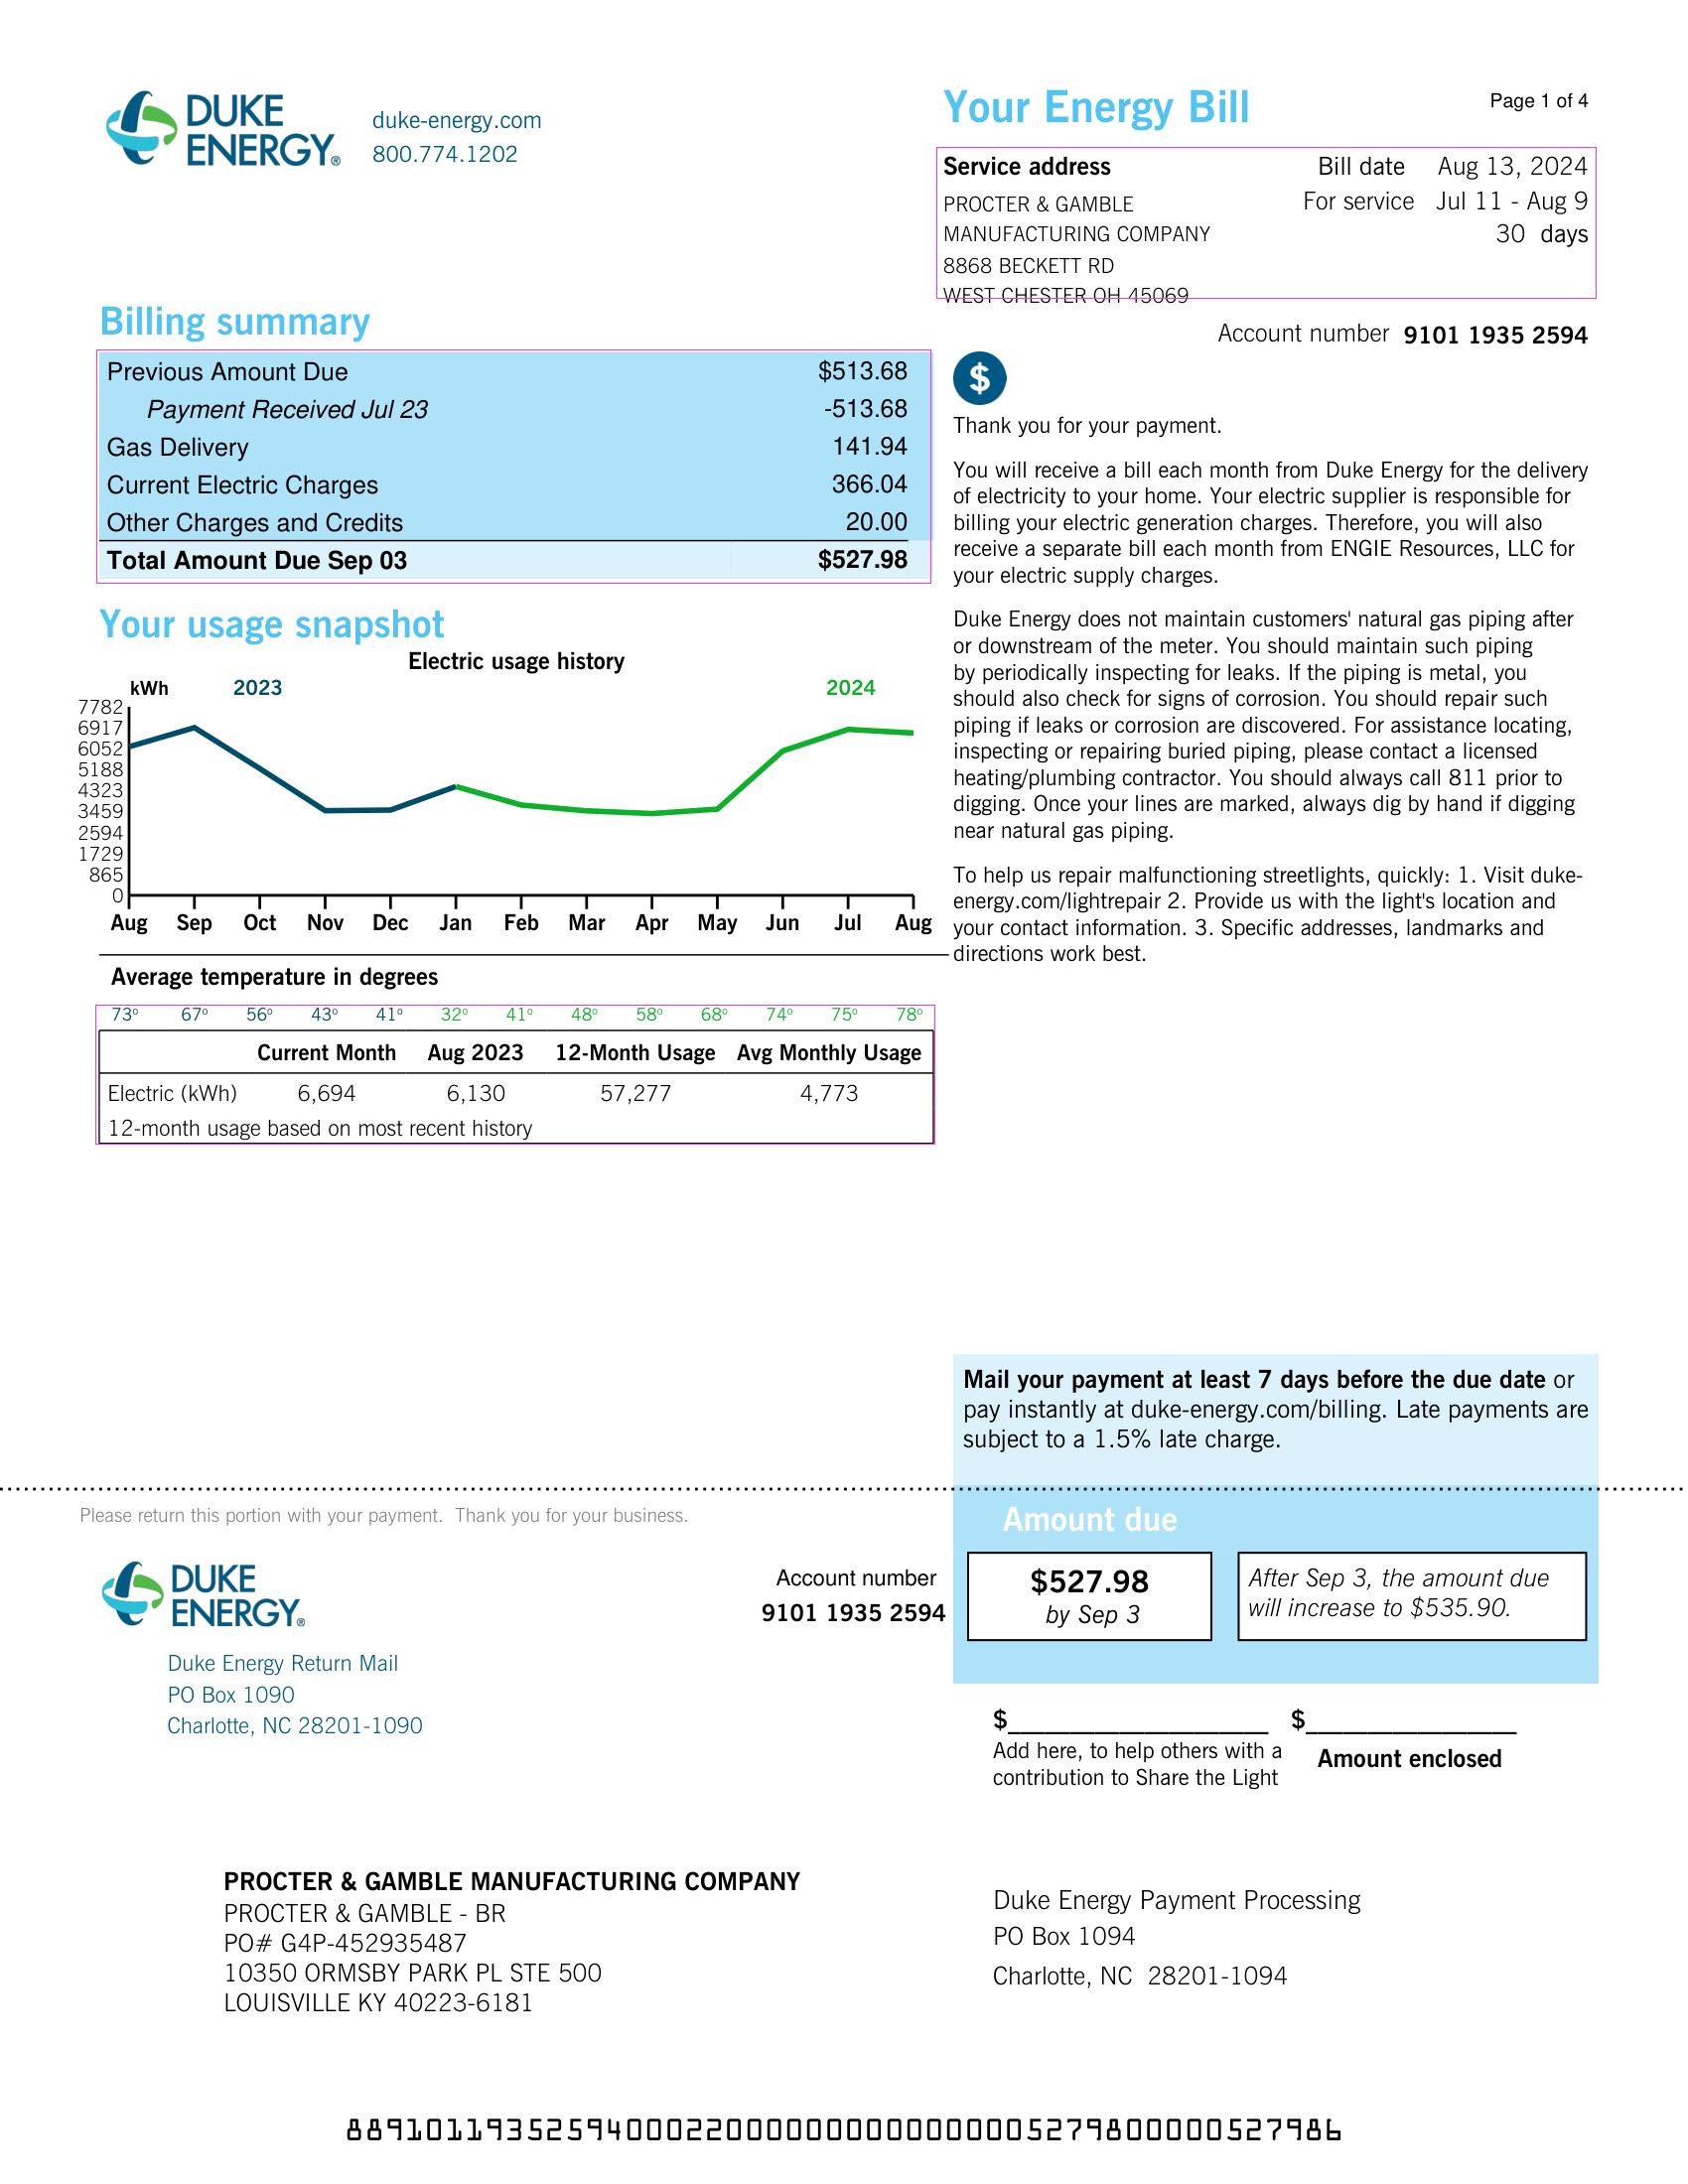 DUKE
ENERGY®
duke-energy.com
800.774.1202
Your Energy Bill
Page 1 of 4
Service address
Bill date Aug 13, 2024
PROCTER & GAMBLE
For service Jul 11 - Aug 9
MANUFACTURING COMPANY
30 days
8868 BECKETT RD
WEST CHESTER OH 45069
Account number 9101 1935 2594
Billing summary
Previous Amount Due $513.68
Payment Received Jul 23 -513.68
Gas Delivery 141.94
Current Electric Charges 366.04
Other Charges and Credits 20.00
Total Amount Due Sep 03 $527.98
$
Thank you for your payment.
You will receive a bill each month from Duke Energy for the delivery
of electricity to your home. Your electric supplier is responsible for
billing your electric generation charges. Therefore, you will also
receive a separate bill each month from ENGIE Resources, LLC for
your electric supply charges.
Duke Energy does not maintain customers' natural gas piping after
or downstream of the meter. You should maintain such piping
by periodically inspecting for leaks. If the piping is metal, you
should also check for signs of corrosion. You should repair such
piping if leaks or corrosion are discovered. For assistance locating,
inspecting or repairing buried piping, please contact a licensed
heating/plumbing contractor. You should always call 811 prior to
digging. Once your lines are marked, always dig by hand if digging
near natural gas piping.
To help us repair malfunctioning streetlights, quickly: 1. Visit duke-
energy.com/lightrepair 2. Provide us with the light's location and
your contact information. 3. Specific addresses, landmarks and
directions work best.
Your usage snapshot
Electric usage history
kWh 2023 2024
7782
6917
6052
5188
4323
3459
2594
1729
865
0
Aug Sep Oct Nov Dec Jan Feb Mar Apr May Jun Jul Aug
Average temperature in degrees
73° 67° 56° 43° 41° 32° 41° 48° 58° 68° 74° 75° 78°
Current Month Aug 2023 12-Month Usage Avg Monthly Usage
Electric (kWh) 6,694 6,130 57,277 4,773
12-month usage based on most recent history
Mail your payment at least 7 days before the due date or
pay instantly at duke-energy.com/billing. Late payments are
subject to a 1.5% late charge.
Please return this portion with your payment. Thank you for your business.
DUKE
ENERGY®
Duke Energy Return Mail
PO Box 1090
Charlotte, NC 28201-1090
Account number
9101 1935 2594
Amount due
$527.98
by Sep 3
After Sep 3, the amount due
will increase to $535.90.
$ $
Add here, to help others with a
contribution to Share the Light
Amount enclosed
PROCTER & GAMBLE MANUFACTURING COMPANY
PROCTER & GAMBLE - BR
PO# G4P-452935487
10350 ORMSBY PARK PL STE 500
LOUISVILLE KY 40223-6181
Duke Energy Payment Processing
PO Box 1094
Charlotte, NC 28201-1094
8891011935259400022000000000000005279800000527986